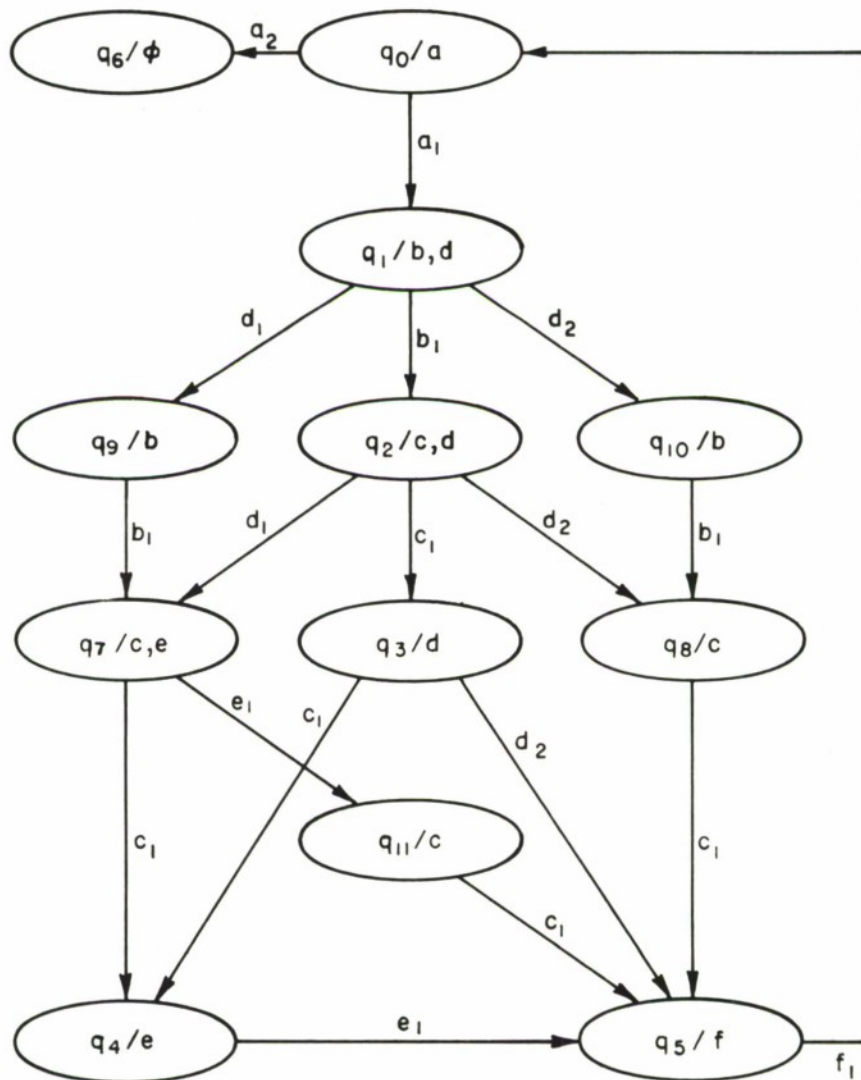 q₆/ϕ
a₂
q₀/a
a₁
q₁/b,d
d₁
b₁
d₂
q₉/b
q₂/c,d
q₁₀/b
b₁
d₁
c₁
d₂
b₁
q₇/c,e
q₃/d
q₈/c
e₁
c₁
d₂
c₁
q₁₁/c
c₁
c₁
q₄/e
e₁
q₅/f
f₁